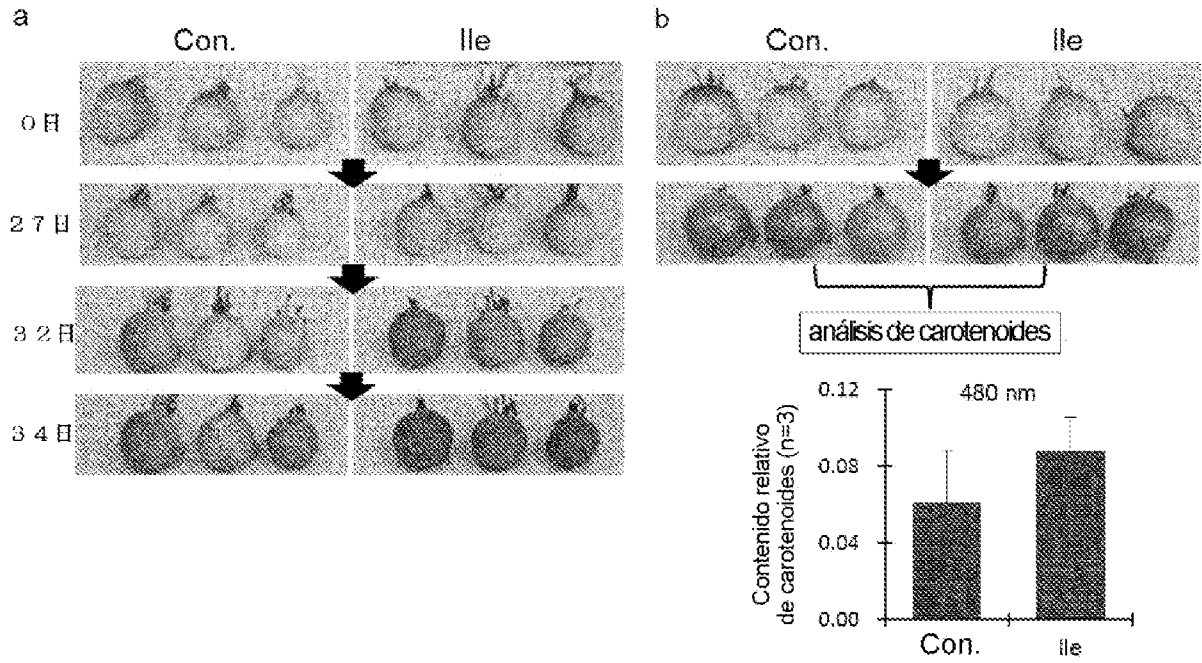 a
Con. Ile
0日
27日
32日
34日
b
Con. Ile
análisis de carotenoides
480 nm
Contenido relativo
de carotenoides (n=3)
0.12
0.08
0.04
0.00
Con. Ile